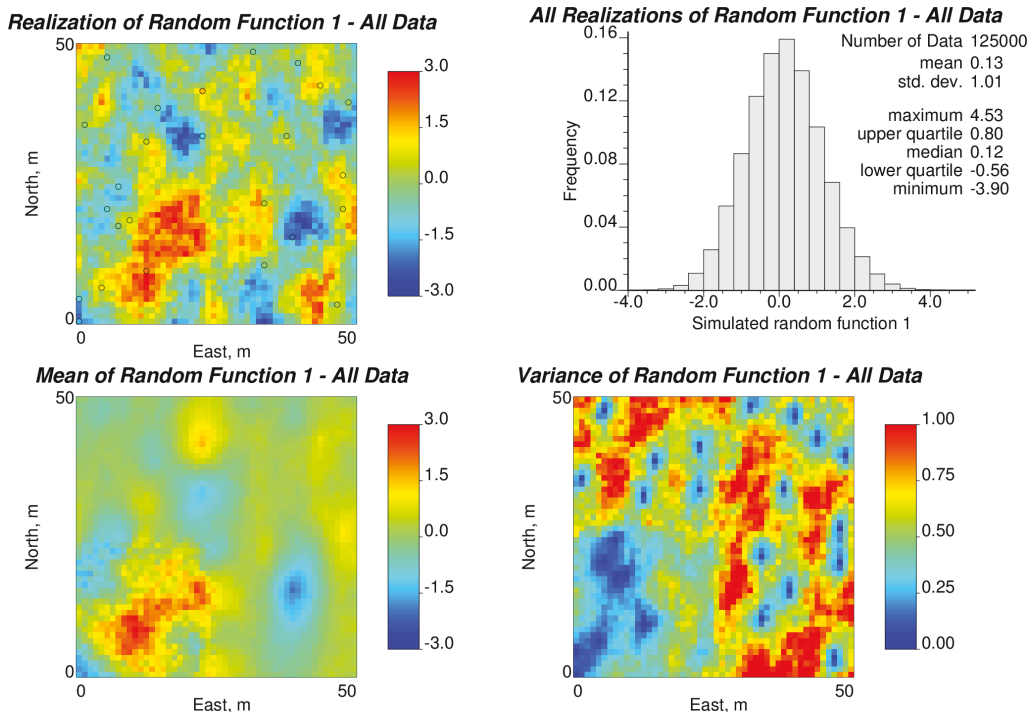 Realization of Random Function 1 - All Data
50
North, m
0
0
50
East, m
3.0
1.5
0.0
-1.5
-3.0
All Realizations of Random Function 1 - All Data
Frequency
0.16
0.12
0.08
0.04
0.00
-4.0 -2.0 0.0 2.0 4.0
Simulated random function 1
Number of Data 125000
mean 0.13
std. dev. 1.01
maximum 4.53
upper quartile 0.80
median 0.12
lower quartile -0.56
minimum -3.90
Mean of Random Function 1 - All Data
50
North, m
0
0
50
East, m
3.0
1.5
0.0
-1.5
-3.0
Variance of Random Function 1 - All Data
50
North, m
0
0
50
East, m
1.00
0.75
0.50
0.25
0.00